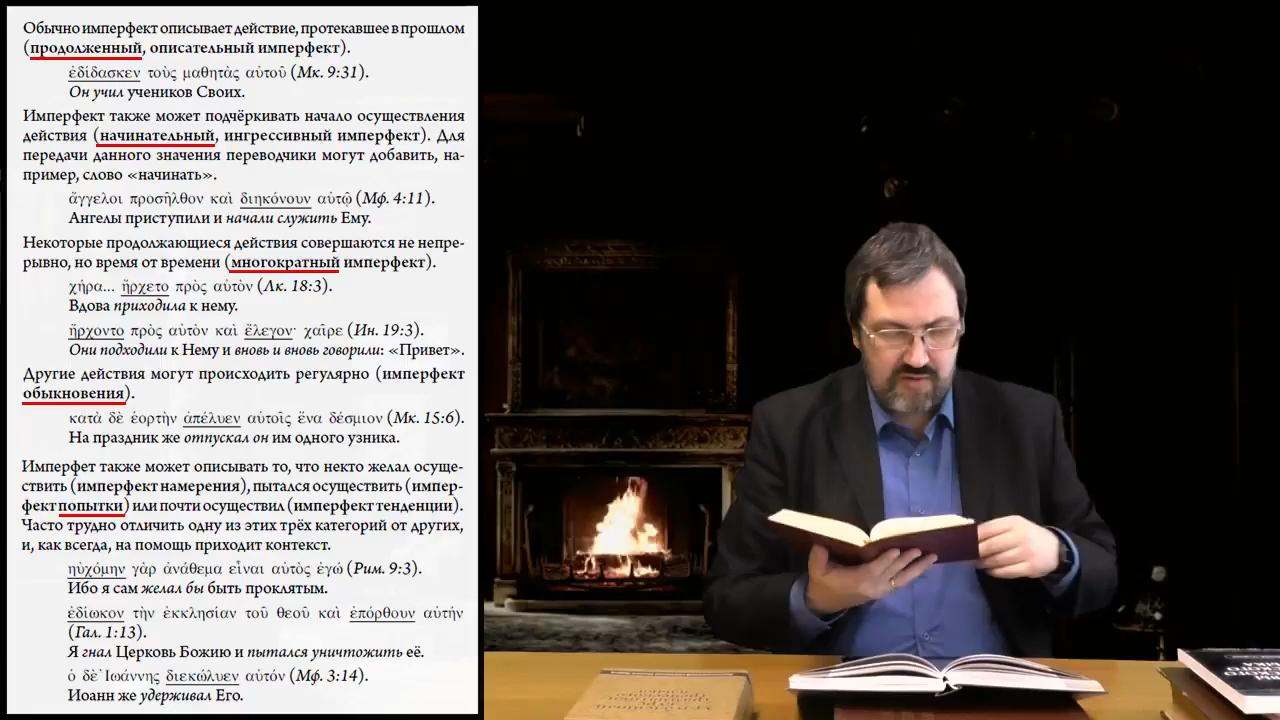 Обычно имперфект описывает действие, протекавшее в прошлом
(продолженный, описательный имперфект).
ἐδίδασκεν τοὺς μαθητὰς αὐτοῦ (Мк. 9:31).
Он учил учеников Своих.
Имперфект также может подчёркивать начало осуществления
действия (начинательный, ингрессивный имперфект). Для
передачи данного значения переводчики могут добавить, на-
пример, слово «начинать».
ἄγγελοι προσῆλθον καὶ διηκόνουν αὐτῷ (Мф. 4:11).
Ангелы приступили и начали служить Ему.
Некоторые продолжающиеся действия совершаются не непре-
рывно, но время от времени (многократный имперфект).
χήρα... ἤρχετο πρὸς αὐτὸν (Лк. 18:3).
Вдова приходила к нему.
ἤρχοντο πρὸς αὐτὸν καὶ ἔλεγον· χαῖρε (Ин. 19:3).
Они подходили к Нему и вновь и вновь говорили: «Привет».
Другие действия могут происходить регулярно (имперфект
обыкновения).
κατὰ δὲ ἑορτὴν ἀπέλυεν αὐτοῖς ἕνα δέσμιον (Мк. 15:6).
На праздник же отпускал он им одного узника.
Имперфет также может описывать то, что некто желал осуще-
ствить (имперфект намерения), пытался осуществить (импер-
фект попытки) или почти осуществил (имперфект тенденции).
Часто трудно отличить одну из этих трёх категорий от других,
и, как всегда, на помощь приходит контекст.
ηὐχόμην γὰρ ἀνάθεμα εἶναι αὐτὸς ἐγώ (Рим. 9:3).
Ибо я сам желал бы быть проклятым.
ἐδίωκον τὴν ἐκκλησίαν τοῦ θεοῦ καὶ ἐπόρθουν αὐτήν
(Гал. 1:13).
Я гнал Церковь Божию и пытался уничтожить её.
ὁ δὲ Ἰωάννης διεκώλυεν αὐτόν (Мф. 3:14).
Иоанн же удерживал Его.